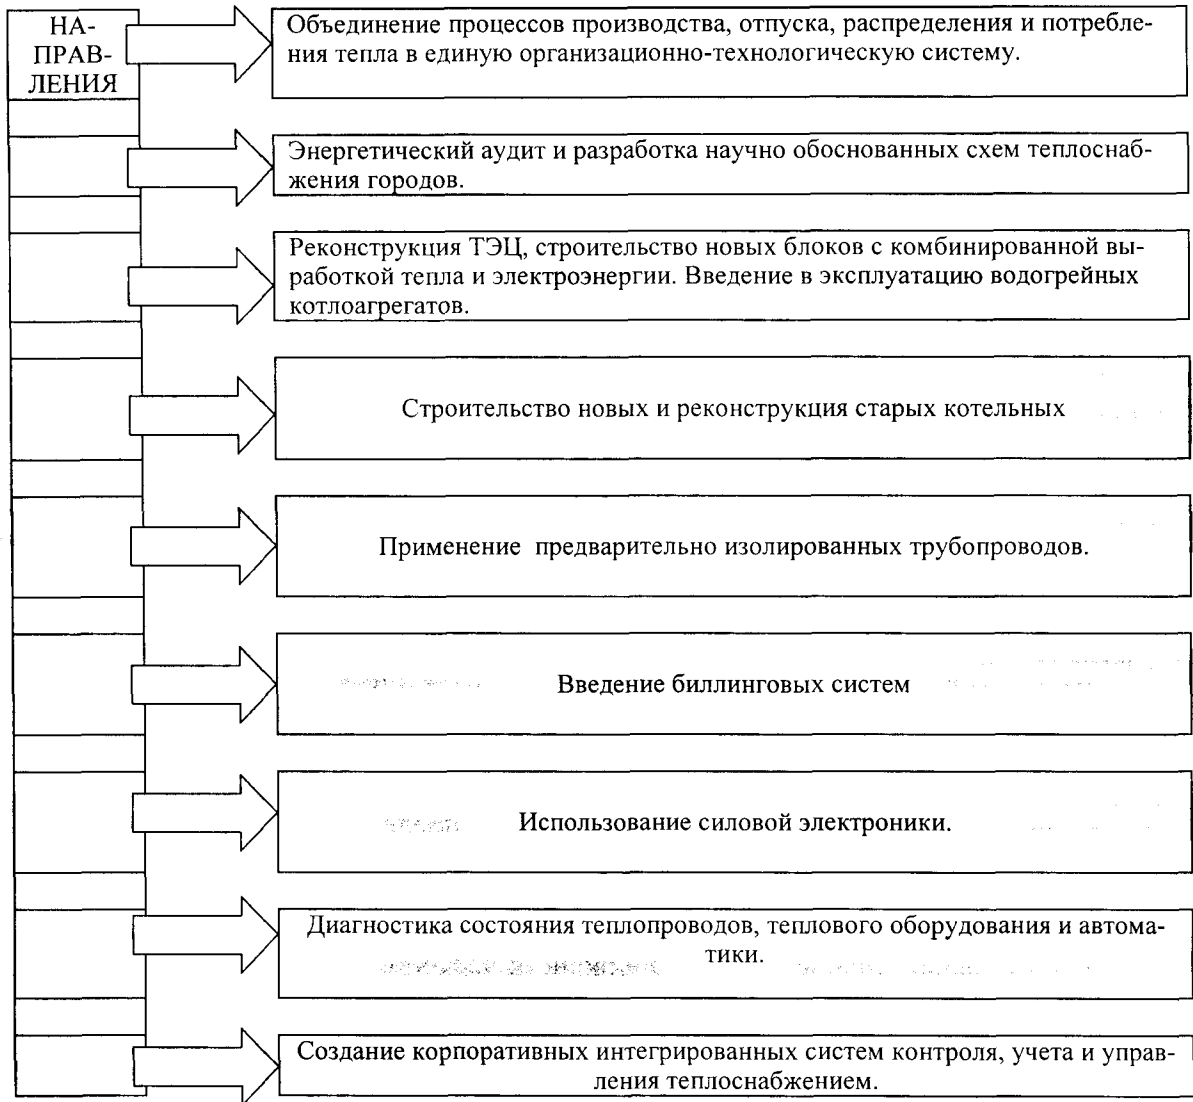 НА-
ПРАВ-
ЛЕНИЯ
Объединение процессов производства, отпуска, распределения и потребле-
ния тепла в единую организационно-технологическую систему.
Энергетический аудит и разработка научно обоснованных схем теплоснаб-
жения городов.
Реконструкция ТЭЦ, строительство новых блоков с комбинированной вы-
работкой тепла и электроэнергии. Введение в эксплуатацию водогрейных
котлоагрегатов.
Строительство новых и реконструкция старых котельных
Применение предварительно изолированных трубопроводов.
Введение биллинговых систем
Использование силовой электроники.
Диагностика состояния теплопроводов, теплового оборудования и автома-
тики.
Создание корпоративных интегрированных систем контроля, учета и управ-
ления теплоснабжением.